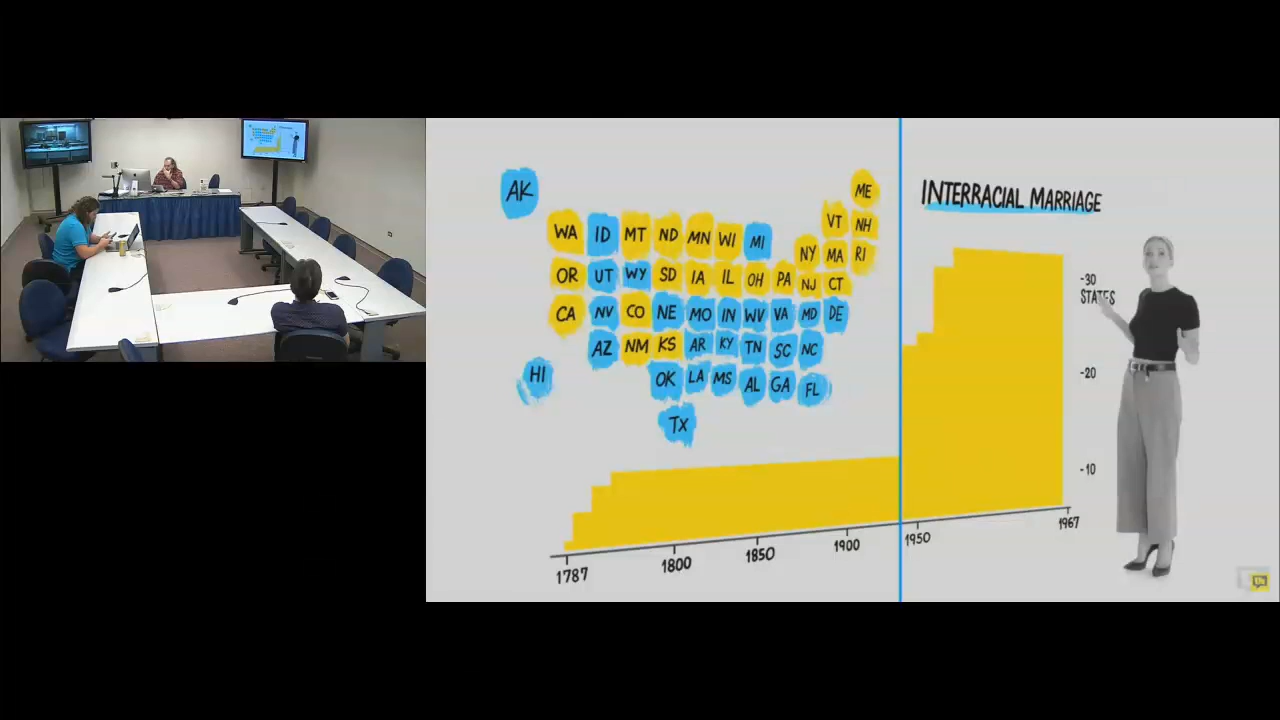 INTERRACIAL MARRIAGE
AK
ME
WA ID MT ND MN WI MI VT NH
OR UT WY SD IA IL OH PA NY MA RI
NJ CT
CA NV CO NE MO IN WV VA MD DE
AZ NM KS AR KY TN SC NC
HI OK LA MS AL GA FL
TX
-30
STATES
-20
-10
1787 1800 1850 1900 1950 1967